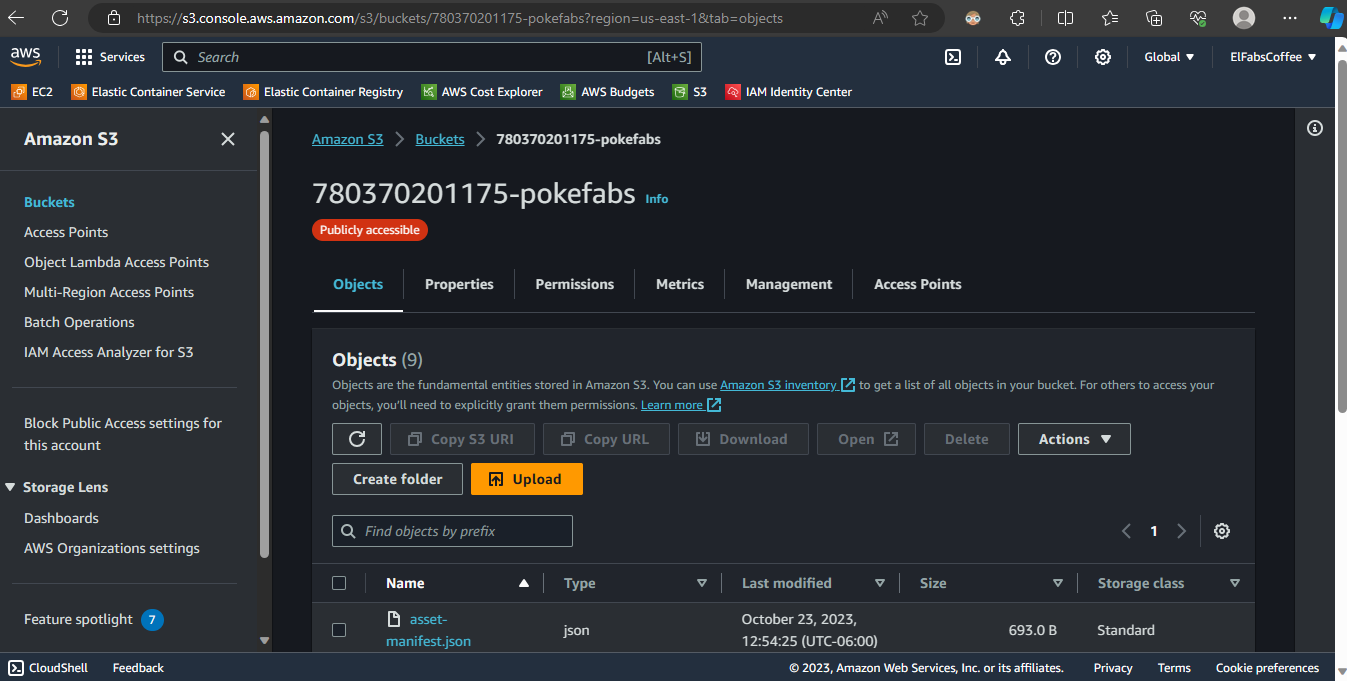 https://s3.console.aws.amazon.com/s3/buckets/780370201175-pokefabs?region=us-east-1&tab=objects
aws Services Search [Alt+S] Global ElFabsCoffee
EC2 Elastic Container Service Elastic Container Registry AWS Cost Explorer AWS Budgets S3 IAM Identity Center
Amazon S3
Buckets
Access Points
Object Lambda Access Points
Multi-Region Access Points
Batch Operations
IAM Access Analyzer for S3
Block Public Access settings for
this account
Storage Lens
Dashboards
AWS Organizations settings
Feature spotlight 7
Amazon S3 > Buckets > 780370201175-pokefabs
780370201175-pokefabs Info
Publicly accessible
Objects Properties Permissions Metrics Management Access Points
Objects (9)
Objects are the fundamental entities stored in Amazon S3. You can use Amazon S3 inventory to get a list of all objects in your bucket. For others to access your
objects, you'll need to explicitly grant them permissions. Learn more
Copy S3 URI Copy URL Download Open Delete Actions
Create folder Upload
Find objects by prefix 1
Name Type Last modified Size Storage class
asset-
manifest.json json October 23, 2023,
12:54:25 (UTC-06:00) 693.0 B Standard
CloudShell Feedback © 2023, Amazon Web Services, Inc. or its affiliates. Privacy Terms Cookie preferences